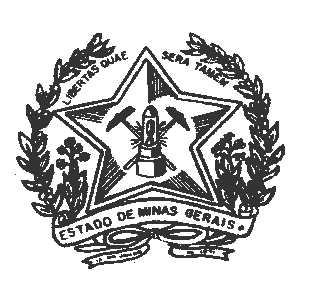 LIBERTAS QUAE SERA TAMEN
ESTADO DE MINAS GERAIS